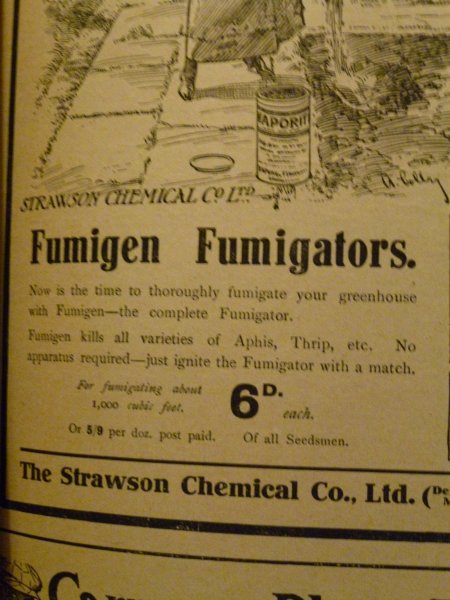 VAPORITE
STRAWSON CHEMICAL Co LTD.
Fumigen Fumigators.
Now is the time to thoroughly fumigate your greenhouse
with Fumigen—the complete Fumigator.
Fumigen kills all varieties of Aphis, Thrip, etc. No
apparatus required—just ignite the Fumigator with a match.
For fumigating about
1,000 cubic feet.
6D.
each.
Or 5/9 per doz. post paid. Of all Seedsmen.
The Strawson Chemical Co., Ltd. (